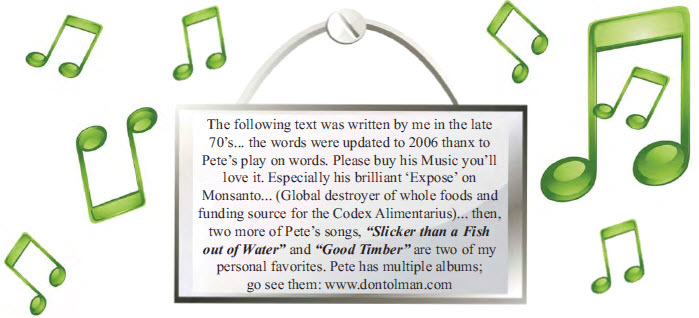 The following text was written by me in the late
70's... the words were updated to 2006 thanx to
Pete's play on words. Please buy his Music you'll
love it. Especially his brilliant ‘Expose’ on
Monsanto... (Global destroyer of whole foods and
funding source for the Codex Alimentarius)... then,
two more of Pete's songs, “Slicker than a Fish
out of Water” and “Good Timber” are two of my
personal favorites. Pete has multiple albums;
go see them: www.dontolman.com